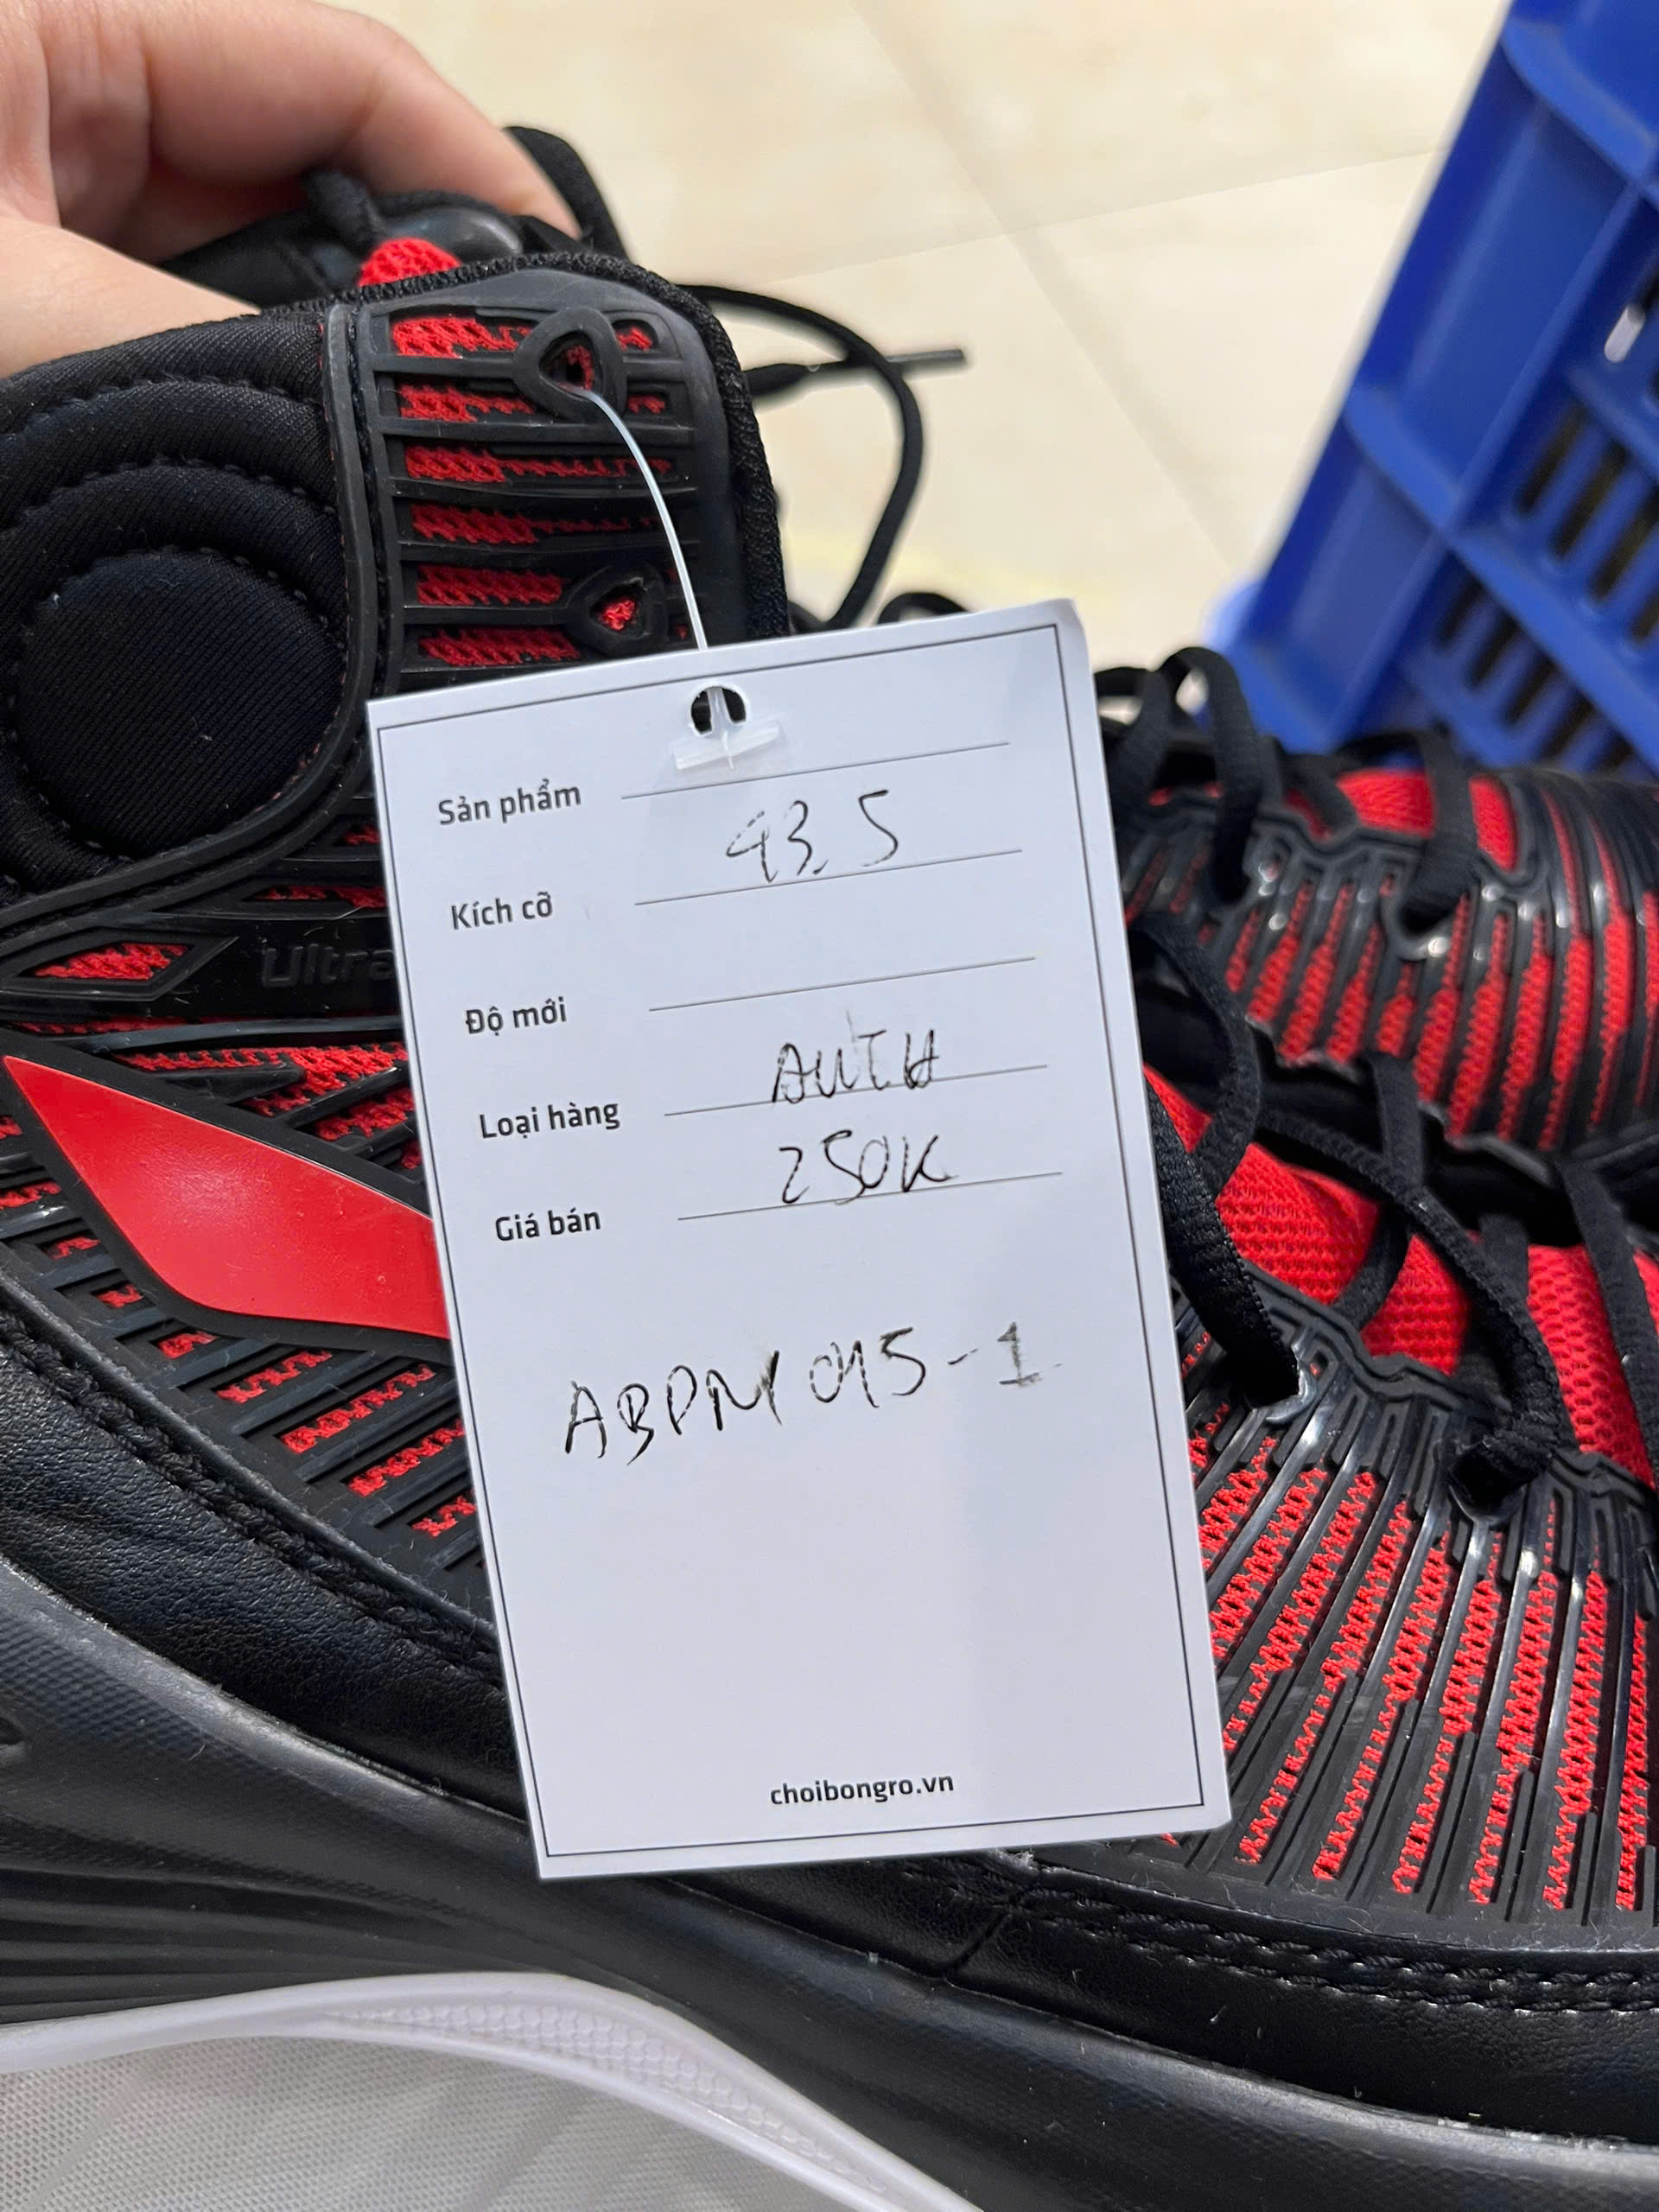 Ultra
Sản phẩm
Kích cỡ 43.5
Độ mới
Loại hàng AUTH
Giá bán 250K
ABPM 015-1
choibongro.vn